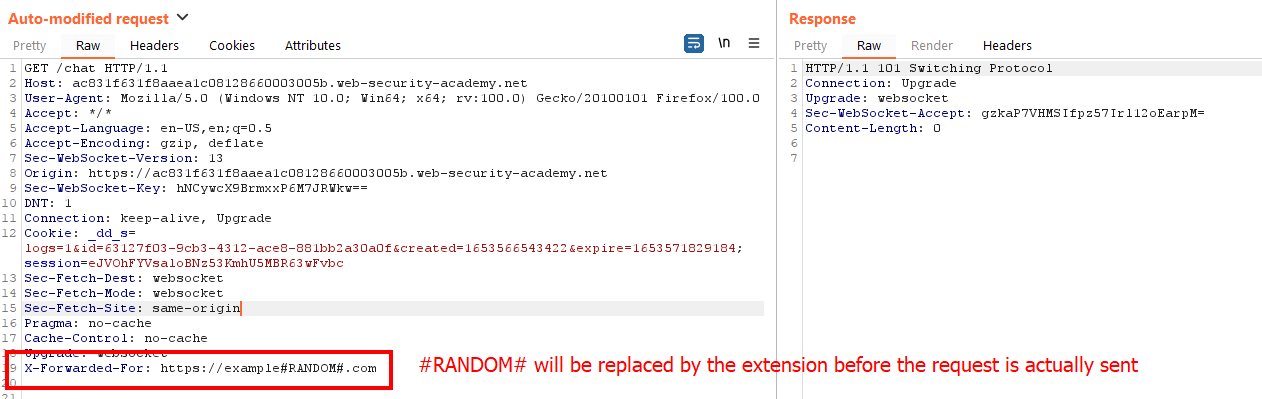 Auto-modified request
Pretty Raw Headers Cookies Attributes
\n
1 GET /chat HTTP/1.1
2 Host: ac831f631f8aaea1c08128660003005b.web-security-academy.net
3 User-Agent: Mozilla/5.0 (Windows NT 10.0; Win64; x64; rv:100.0) Gecko/20100101 Firefox/100.0
4 Accept: */*
5 Accept-Language: en-US,en;q=0.5
6 Accept-Encoding: gzip, deflate
7 Sec-WebSocket-Version: 13
8 Origin: https://ac831f631f8aaea1c08128660003005b.web-security-academy.net
9 Sec-WebSocket-Key: hNCywcX9BrmxxP6M7JRWkw==
10 DNT: 1
11 Connection: keep-alive, Upgrade
12 Cookie: _dd_s=
logs=1&id=63127f03-9cb3-4312-ace8-881bb2a30a0f&created=1653566543422&expire=1653571829184;
session=eJVOhFYVsaloBNz53KmhU5MBR63wFvbc
13 Sec-Fetch-Dest: websocket
14 Sec-Fetch-Mode: websocket
15 Sec-Fetch-Site: same-origin
16 Pragma: no-cache
17 Cache-Control: no-cache
18 Upgrade: websocket
19 X-Forwarded-For: https://example#RANDOM#.com
20
21
#RANDOM# will be replaced by the extension before the request is actually sent
Response
Pretty Raw Render Headers
1 HTTP/1.1 101 Switching Protocol
2 Connection: Upgrade
3 Upgrade: websocket
4 Sec-WebSocket-Accept: gzkaP7VHMSIfpz57Irl12oEarpM=
5 Content-Length: 0
6
7